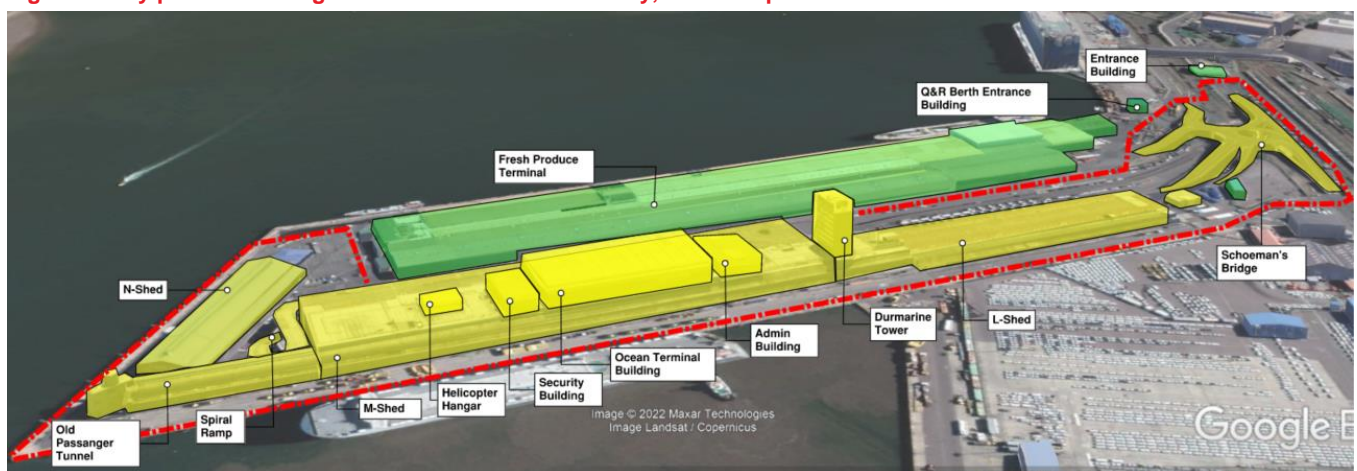 Entrance
Building
Q&R Berth Entrance
Building
Fresh Produce
Terminal
N-Shed
Schoeman's
Bridge
L-Shed
Durmarine
Tower
Admin
Building
Ocean Terminal
Building
Security
Building
Helicopter
Hangar
M-Shed
Spiral
Ramp
Old
Passanger
Tunnel
Image © 2022 Maxar Technologies
Image Landsat / Copernicus
Google E